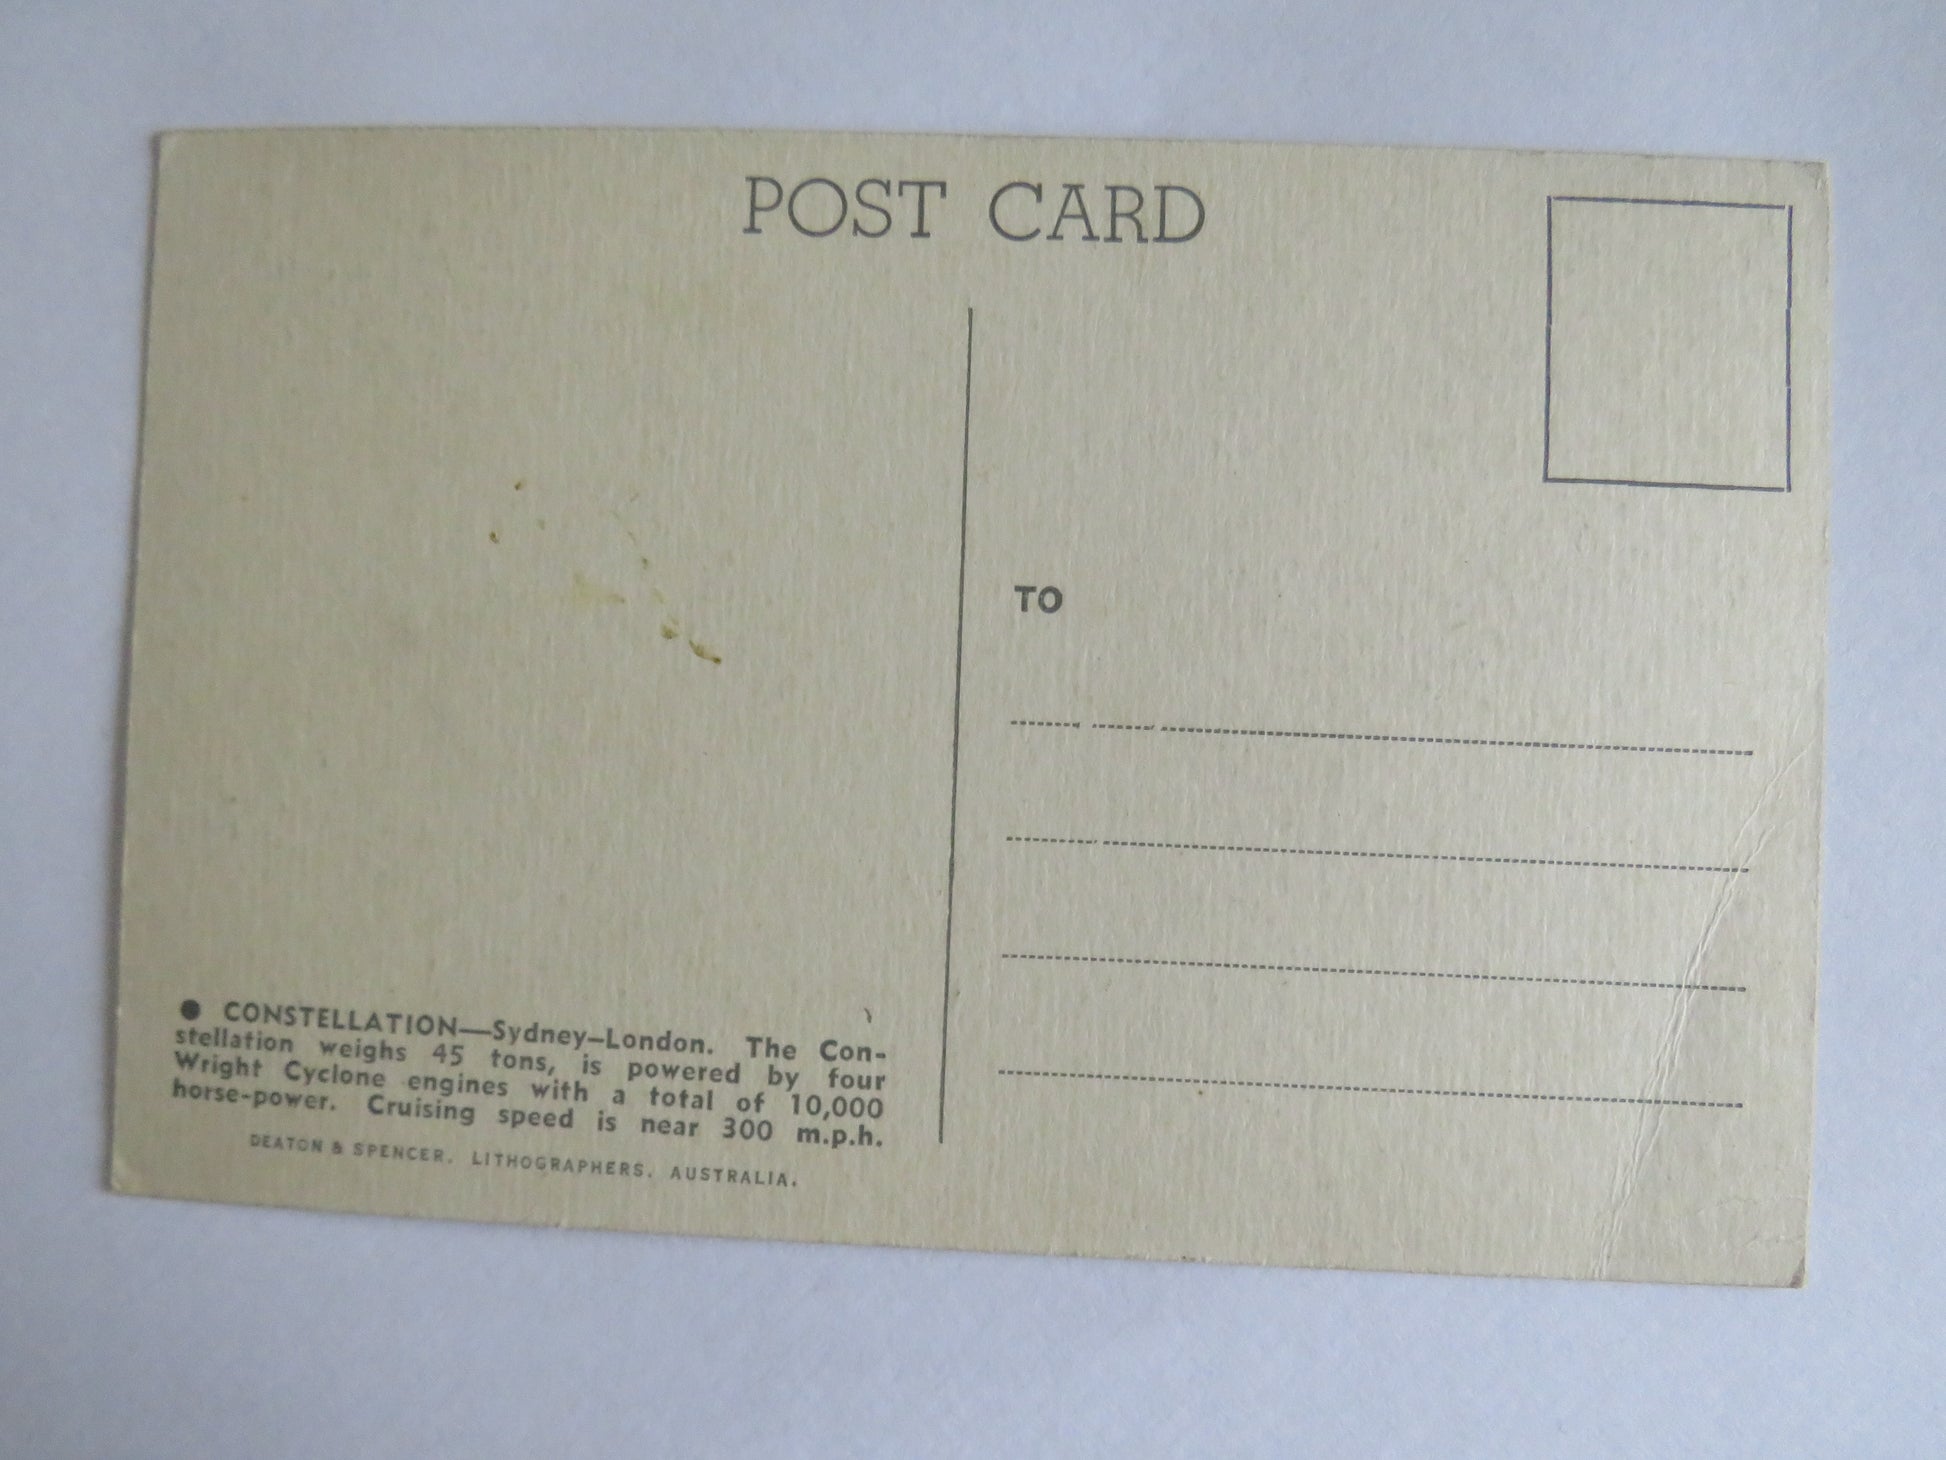 POST CARD
TO
● CONSTELLATION—Sydney–London. The Con-
stellation weighs 45 tons, is powered by four
Wright Cyclone engines with a total of 10,000
horse-power. Cruising speed is near 300 m.p.h.
DEATON & SPENCER. LITHOGRAPHERS. AUSTRALIA.